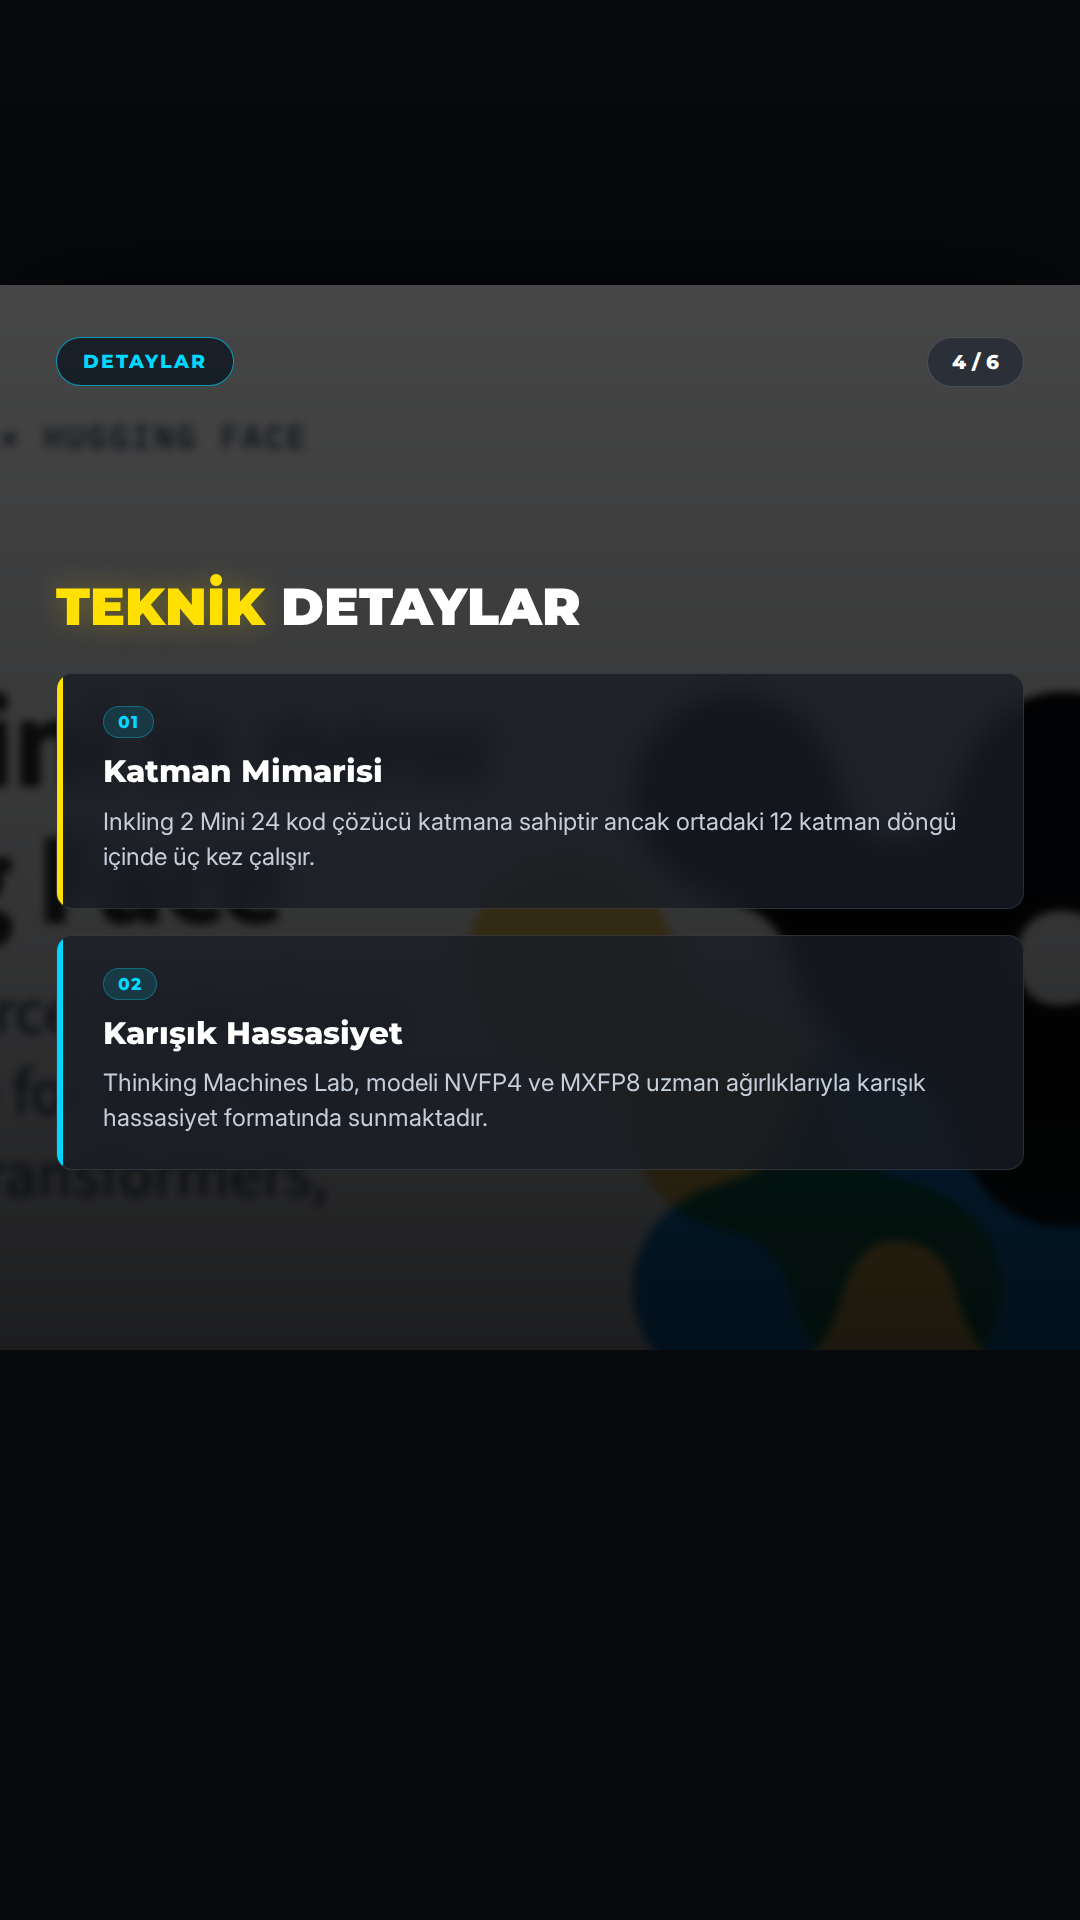 DETAYLAR
4 / 6
HUGGING FACE
TEKNİK DETAYLAR
01
Katman Mimarisi
Inkling 2 Mini 24 kod çözücü katmana sahiptir ancak ortadaki 12 katman döngü
içinde üç kez çalışır.
02
Karışık Hassasiyet
Thinking Machines Lab, modeli NVFP4 ve MXFP8 uzman ağırlıklarıyla karışık
hassasiyet formatında sunmaktadır.